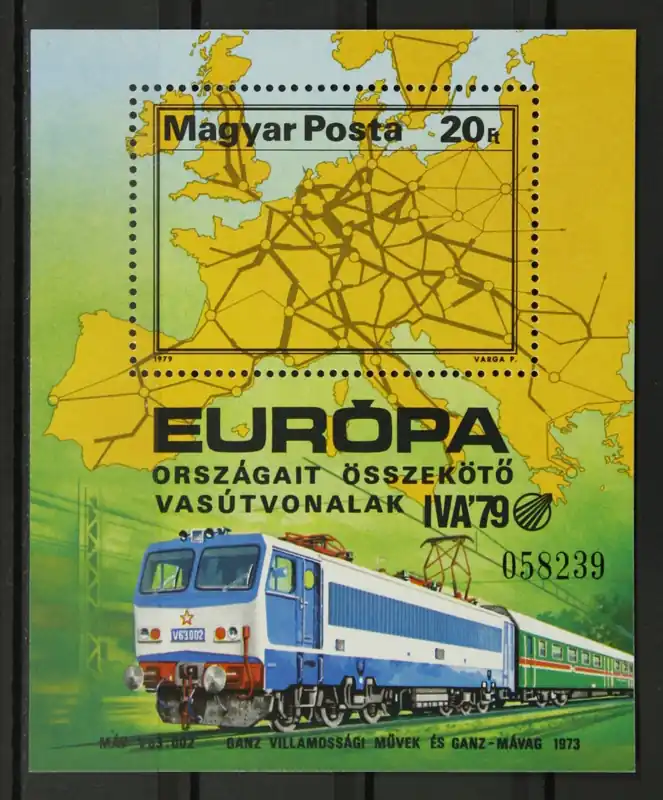 Magyar Posta 20Ft
1979 VARGA P.
EURÓPA
ORSZÁGAIT ÖSSZEKÖTŐ
VASÚTVONALAK IVA'79
058239
V63002
MÁV V63-002 GANZ VILLAMOSSÁGI MŰVEK ÉS GANZ-MÁVAG 1973